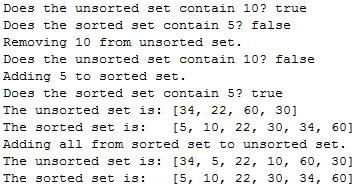 Does the unsorted set contain 10? true
Does the sorted set contain 5? false
Removing 10 from unsorted set.
Does the unsorted set contain 10? false
Adding 5 to sorted set.
Does the sorted set contain 5? true
The unsorted set is: [34, 22, 60, 30]
The sorted set is:   [5, 10, 22, 30, 34, 60]
Adding all from sorted set to unsorted set.
The unsorted set is: [34, 5, 22, 10, 60, 30]
The sorted set is:   [5, 10, 22, 30, 34, 60]